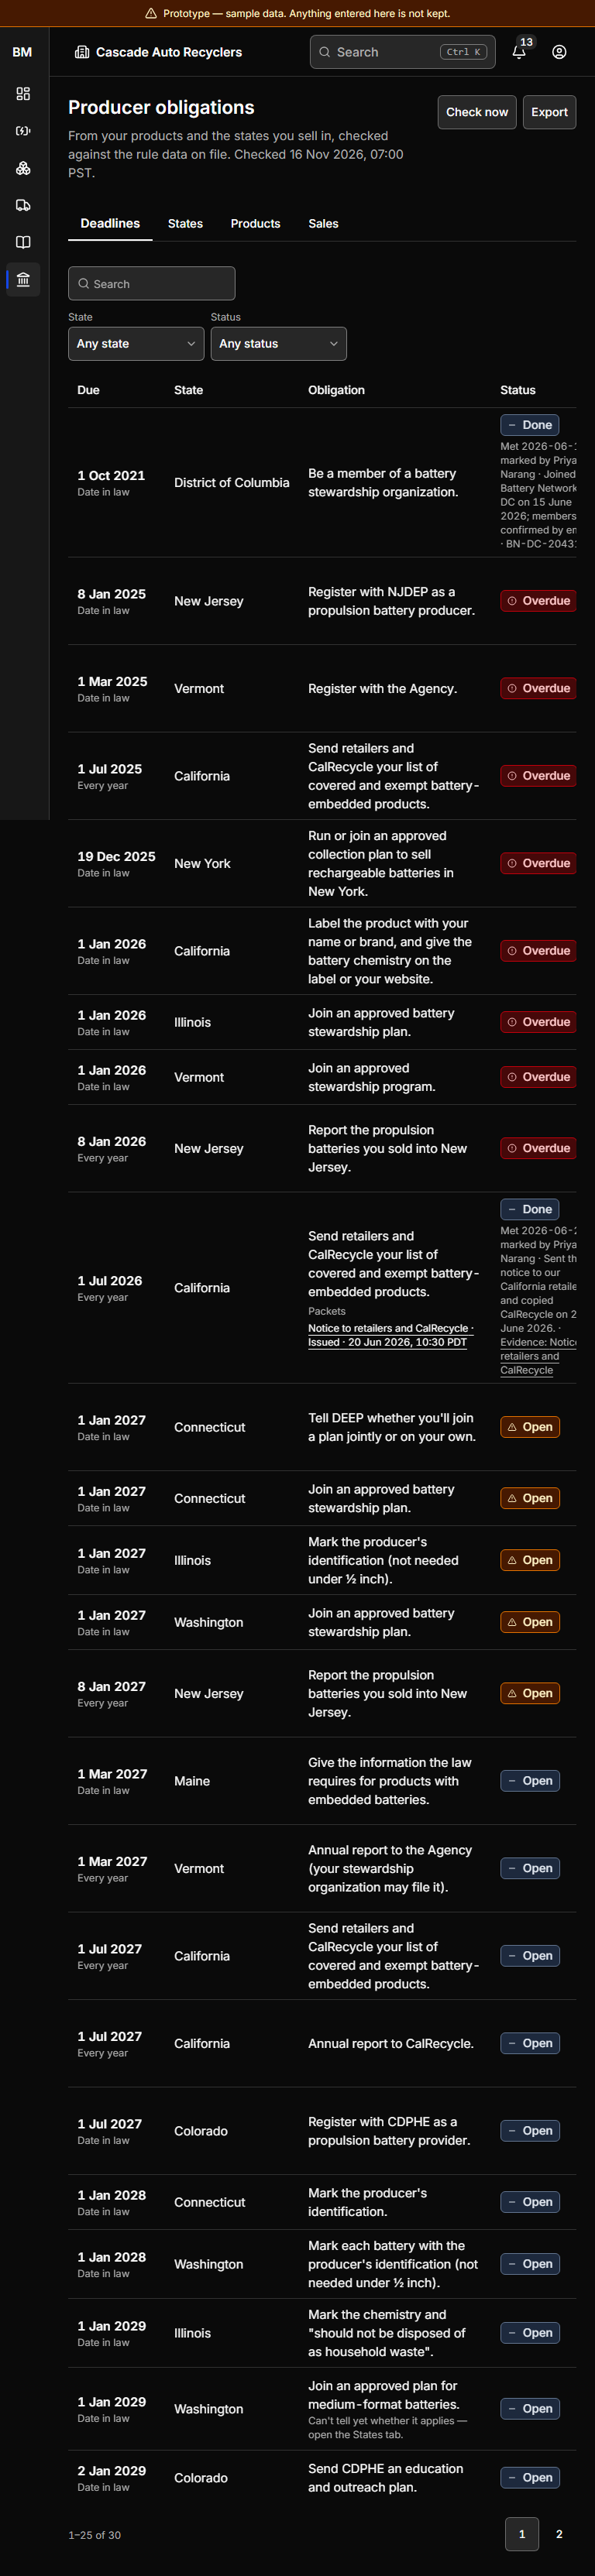 Prototype — sample data. Anything entered here is not kept.
BM
Cascade Auto Recyclers
Search
Ctrl K
13
Producer obligations
Check now
Export
From your products and the states you sell in, checked
against the rule data on file. Checked 16 Nov 2026, 07:00
PST.
Deadlines
States
Products
Sales
Search
State
Status
Any state
Any status
Due
State
Obligation
Status
1 Oct 2021
Date in law
District of Columbia
Be a member of a battery
stewardship organization.
Done
Met 2026-06-1
marked by Priya
Narang · Joined
Battery Network
DC on 15 June
2026; members
confirmed by em
· BN-DC-2043
8 Jan 2025
Date in law
New Jersey
Register with NJDEP as a
propulsion battery producer.
Overdue
1 Mar 2025
Date in law
Vermont
Register with the Agency.
Overdue
1 Jul 2025
Every year
California
Send retailers and
CalRecycle your list of
covered and exempt battery-
embedded products.
Overdue
19 Dec 2025
Date in law
New York
Run or join an approved
collection plan to sell
rechargeable batteries in
New York.
Overdue
1 Jan 2026
Date in law
California
Label the product with your
name or brand, and give the
battery chemistry on the
label or your website.
Overdue
1 Jan 2026
Date in law
Illinois
Join an approved battery
stewardship plan.
Overdue
1 Jan 2026
Date in law
Vermont
Join an approved
stewardship program.
Overdue
8 Jan 2026
Every year
New Jersey
Report the propulsion
batteries you sold into New
Jersey.
Overdue
1 Jul 2026
Every year
California
Send retailers and
CalRecycle your list of
covered and exempt battery-
embedded products.
Packets
Notice to retailers and CalRecycle ·
Issued · 20 Jun 2026, 10:30 PDT
Done
Met 2026-06-2
marked by Priya
Narang · Sent th
notice to our
California retaile
and copied
CalRecycle on 2
June 2026. ·
Evidence: Notice
retailers and
CalRecycle
1 Jan 2027
Date in law
Connecticut
Tell DEEP whether you'll join
a plan jointly or on your own.
Open
1 Jan 2027
Date in law
Connecticut
Join an approved battery
stewardship plan.
Open
1 Jan 2027
Date in law
Illinois
Mark the producer's
identification (not needed
under ½ inch).
Open
1 Jan 2027
Date in law
Washington
Join an approved battery
stewardship plan.
Open
8 Jan 2027
Every year
New Jersey
Report the propulsion
batteries you sold into New
Jersey.
Open
1 Mar 2027
Date in law
Maine
Give the information the law
requires for products with
embedded batteries.
Open
1 Mar 2027
Every year
Vermont
Annual report to the Agency
(your stewardship
organization may file it).
Open
1 Jul 2027
Every year
California
Send retailers and
CalRecycle your list of
covered and exempt battery-
embedded products.
Open
1 Jul 2027
Every year
California
Annual report to CalRecycle.
Open
1 Jul 2027
Date in law
Colorado
Register with CDPHE as a
propulsion battery provider.
Open
1 Jan 2028
Date in law
Connecticut
Mark the producer's
identification.
Open
1 Jan 2028
Date in law
Washington
Mark each battery with the
producer's identification (not
needed under ½ inch).
Open
1 Jan 2029
Date in law
Illinois
Mark the chemistry and
"should not be disposed of
as household waste".
Open
1 Jan 2029
Date in law
Washington
Join an approved plan for
medium-format batteries.
Can't tell yet whether it applies —
open the States tab.
Open
2 Jan 2029
Date in law
Colorado
Send CDPHE an education
and outreach plan.
Open
1–25 of 30
1
2